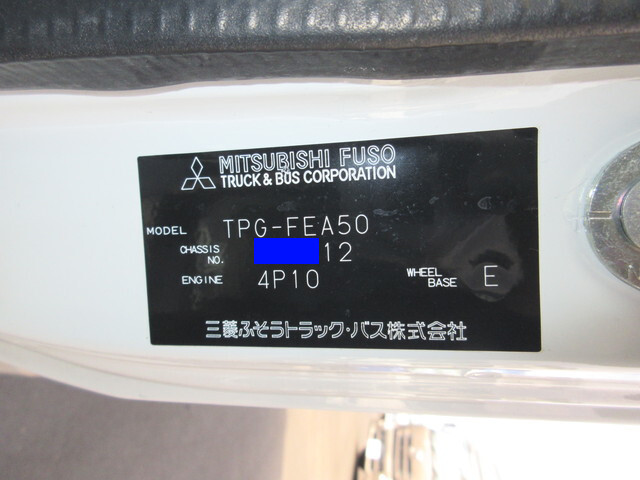 MITSUBISHI FUSO
TRUCK & BUS CORPORATION
MODEL TPG-FEA50
CHASSIS NO. 12
ENGINE 4P10 WHEEL BASE E
三菱ふそうトラック・バス株式会社